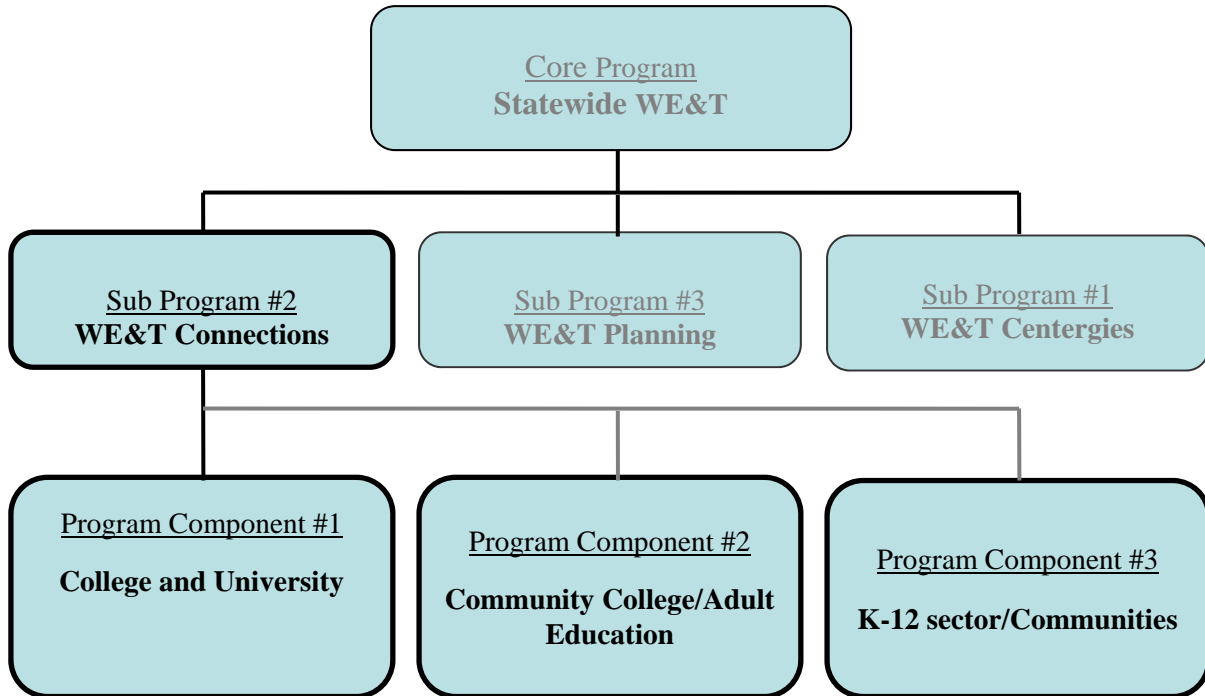 Core Program
Statewide WE&T
Sub Program #2
WE&T Connections
Sub Program #3
WE&T Planning
Sub Program #1
WE&T Centergies
Program Component #1
College and University
Program Component #2
Community College/Adult
Education
Program Component #3
K-12 sector/Communities